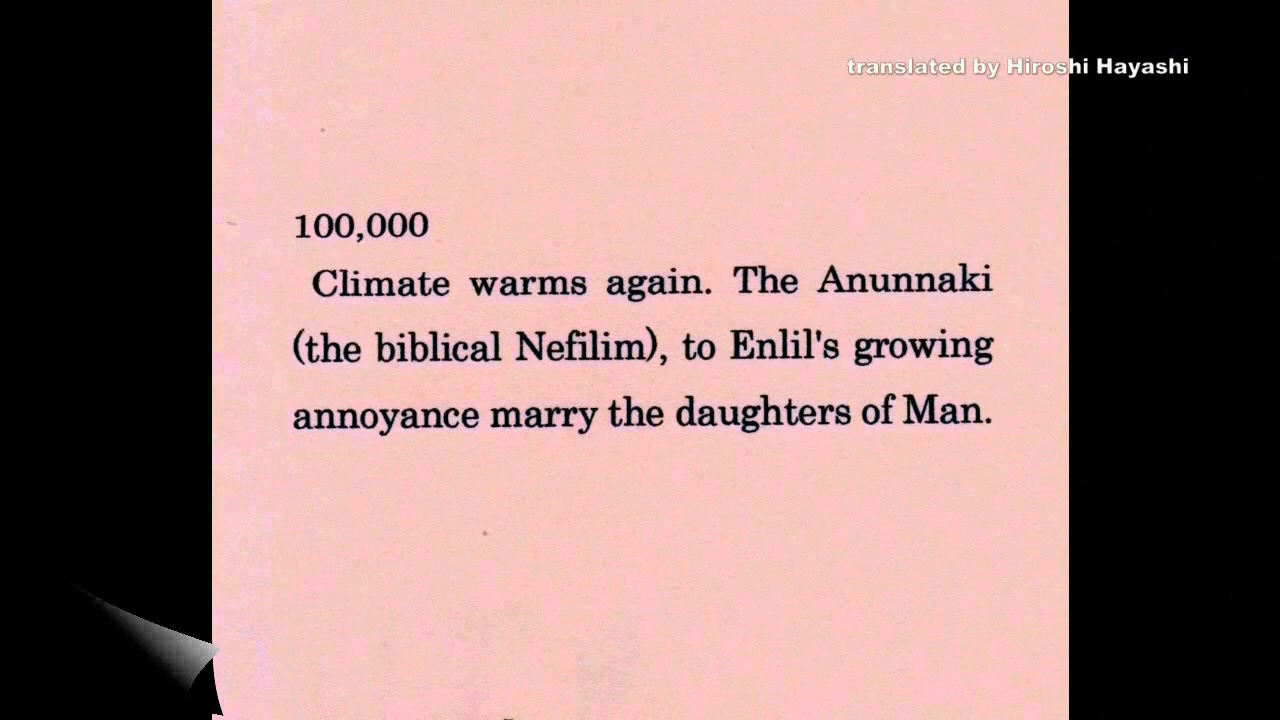 translated by Hiroshi Hayashi
100,000
Climate warms again. The Anunnaki
(the biblical Nefilim), to Enlil's growing
annoyance marry the daughters of Man.